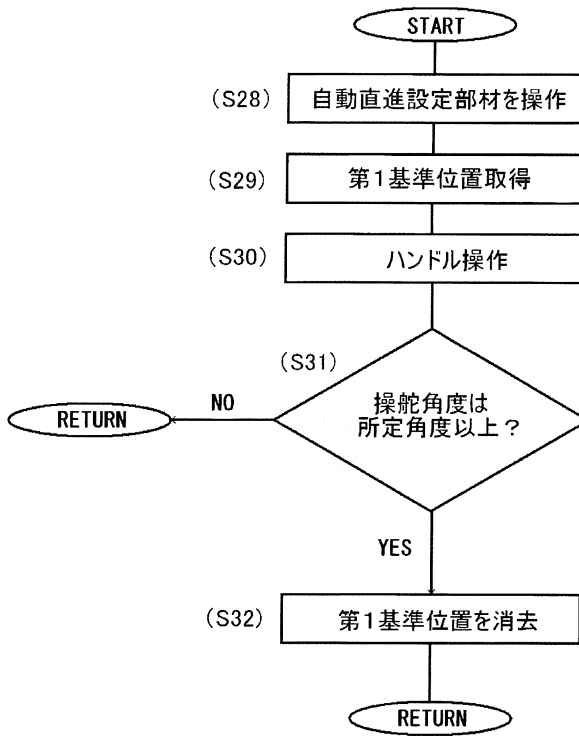 START
(S28)
自動直進設定部材を操作
(S29)
第1基準位置取得
(S30)
ハンドル操作
(S31)
操舵角度は
所定角度以上？
NO
RETURN
YES
(S32)
第1基準位置を消去
RETURN